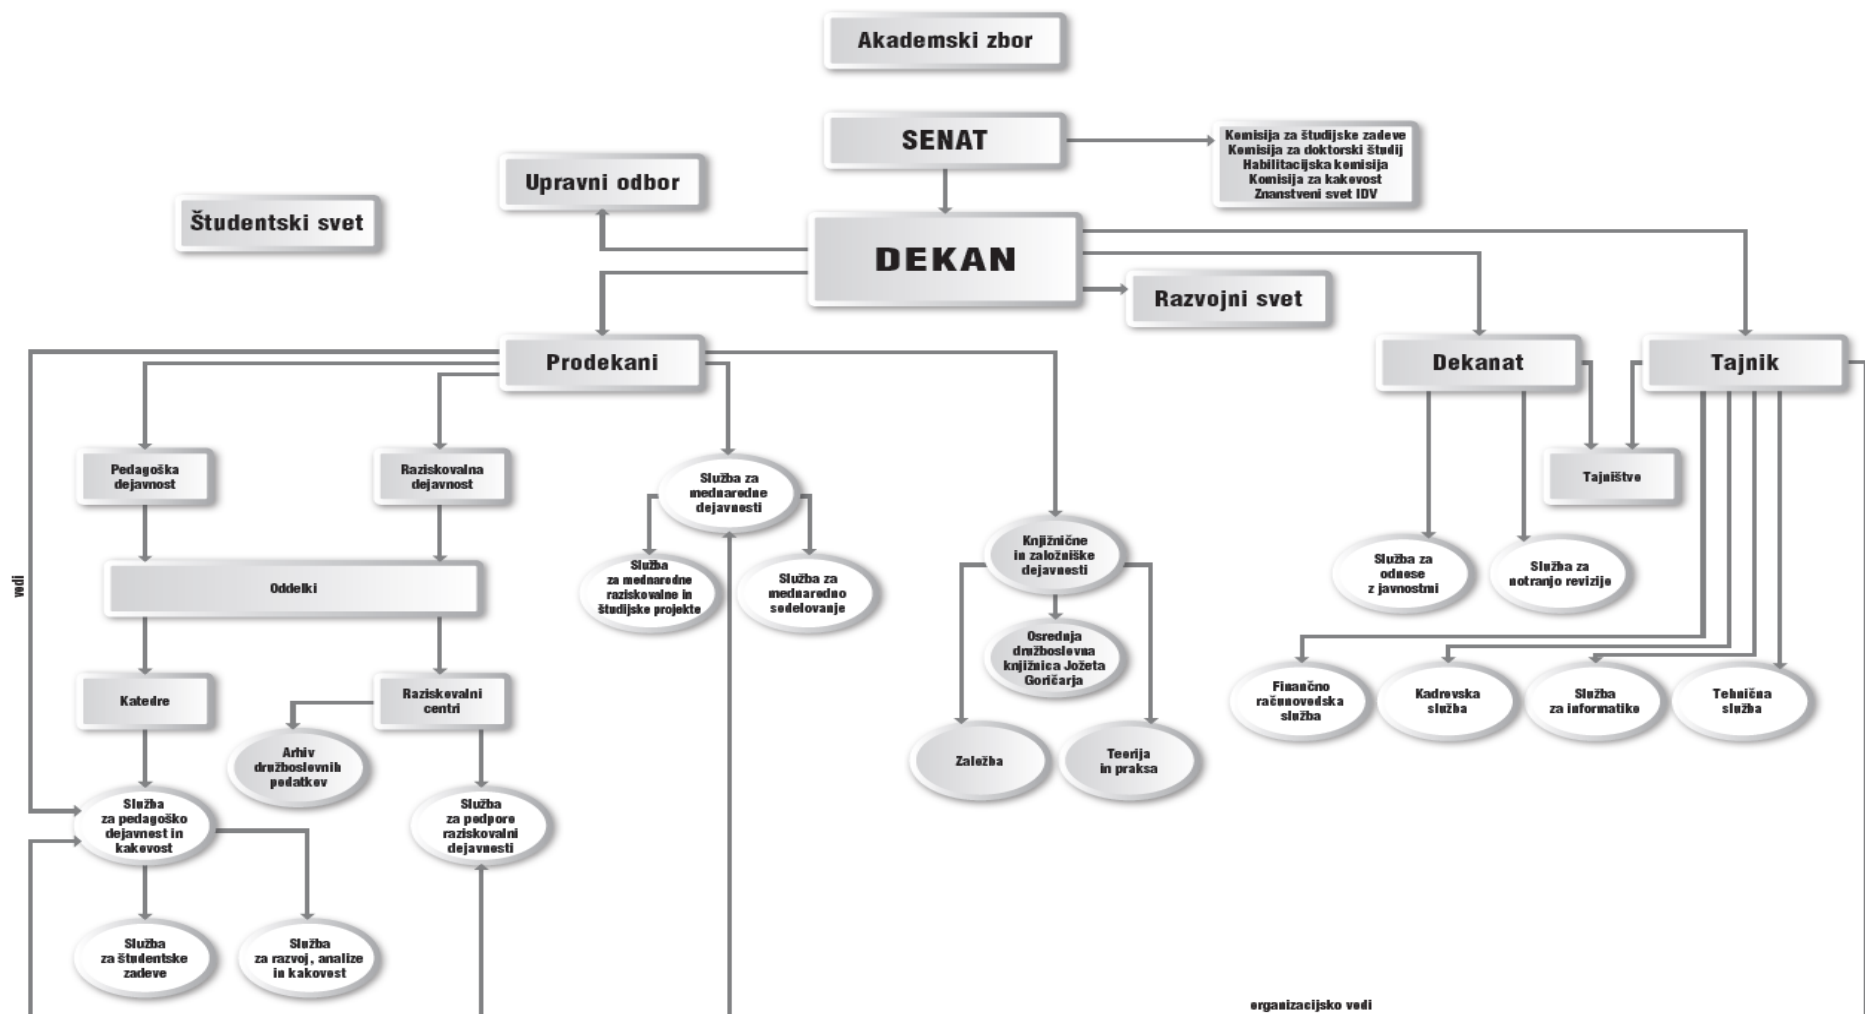 Akademski zbor
SENAT
Komisija za študijske zadeve
Komisija za doktorski študij
Habilitacijska komisija
Komisija za kakovost
Znanstveni svet IDV
Upravni odbor
Študentski svet
DEKAN
Razvojni svet
Prodekani
Dekanat
Tajnik
Pedagoška
dejavnost
Raziskovalna
dejavnost
Služba za
mednarodne
dejavnosti
Tajništvo
Knjižnične
in založniške
dejavnosti
vodi
Oddelki
Služba
za mednarodne
raziskovalne in
študijske projekte
Služba za
mednarodno
sodelovanje
Služba za
odnose
z javnostmi
Služba za
notranjo revizijo
Osrednja
družboslovna
knjižnica Jožeta
Goričarja
Katedre
Raziskovalni
centri
Finančno
računovodska
služba
Kadrovska
služba
Služba
za informatiko
Tehnična
služba
Arhiv
družboslovnih
podatkov
Založba
Teorija
in praksa
Služba
za pedagoško
dejavnost in
kakovost
Služba
za podporo
raziskovalni
dejavnosti
Služba
za študentske
zadeve
Služba
za razvoj, analize
in kakovost
organizacijsko vodi